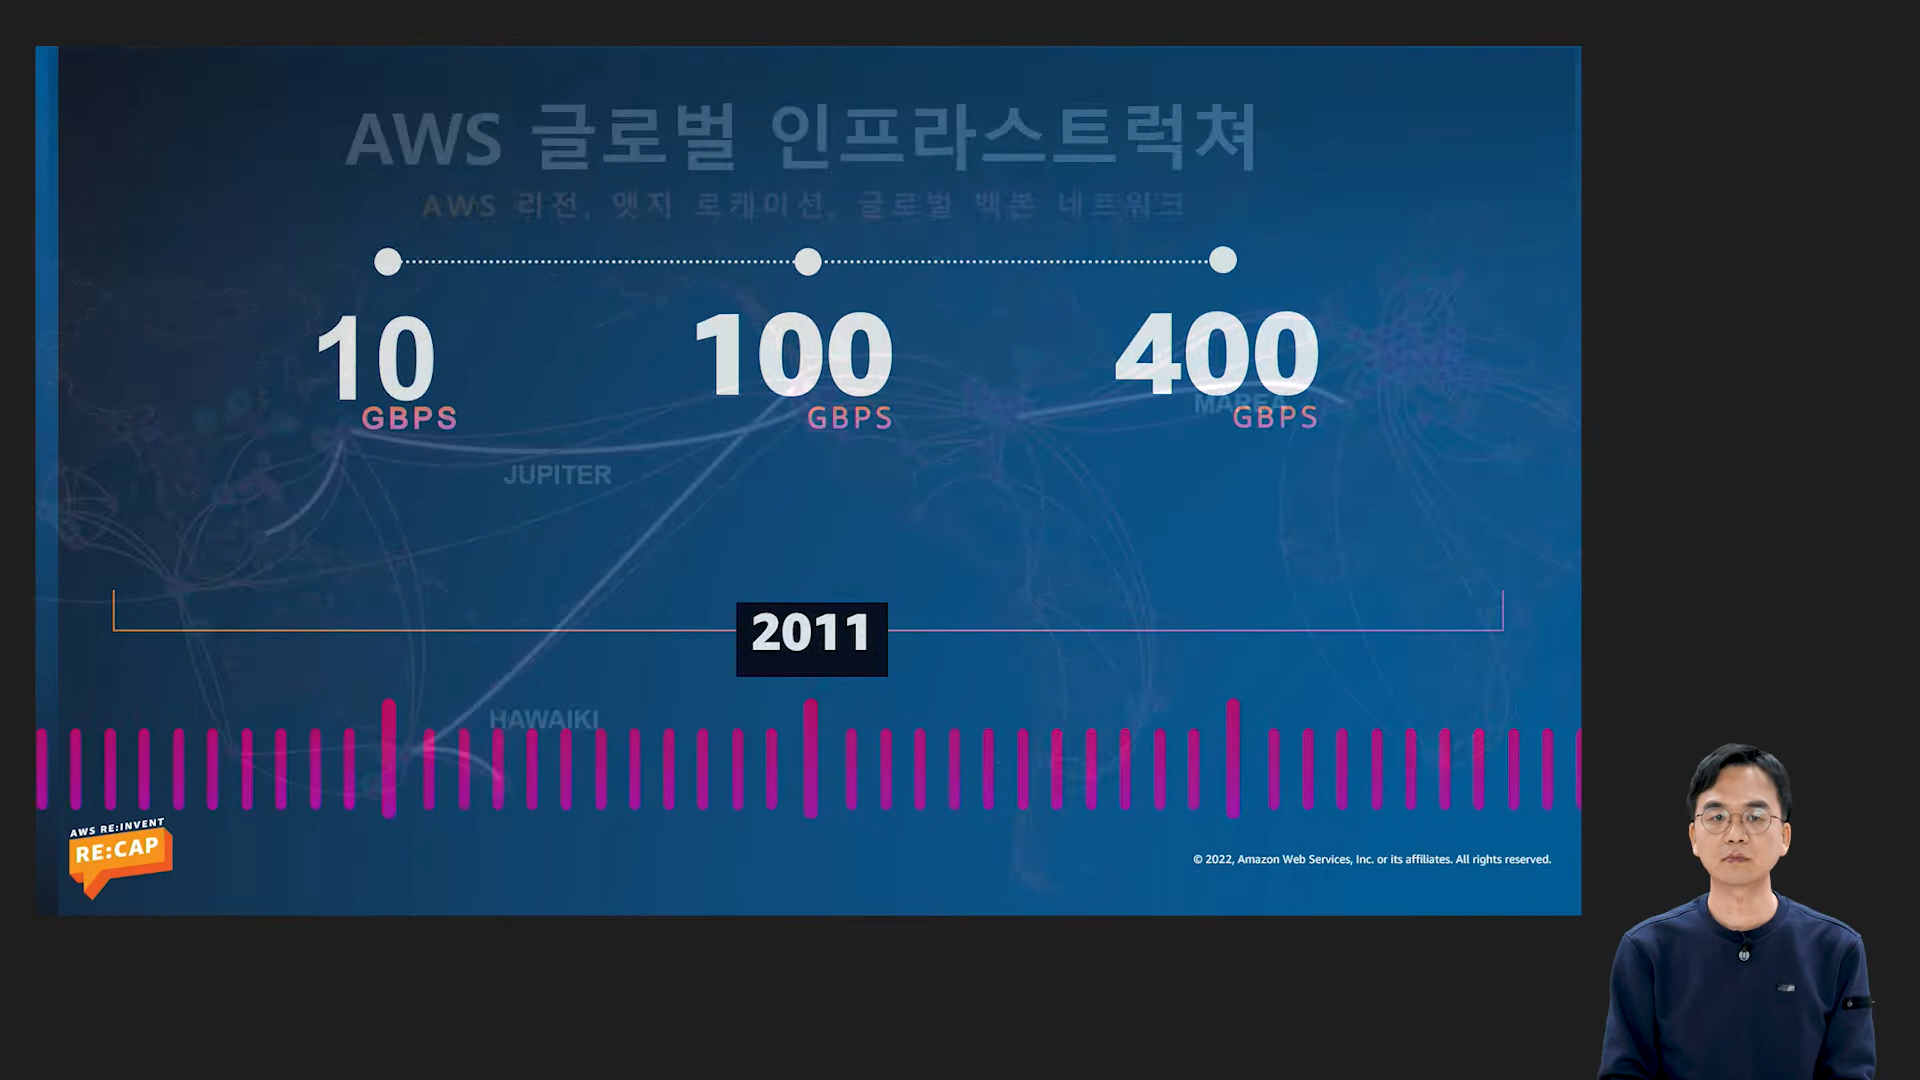 AWS 글로벌 인프라스트럭쳐
AWS 리전, 엣지 로케이션, 글로벌 백본 네트워크
10
GBPS
100
GBPS
400
GBPS
MAREA
JUPITER
2011
HAWAIKI
AWS RE:INVENT
RE:CAP
© 2022, Amazon Web Services, Inc. or its affiliates. All rights reserved.